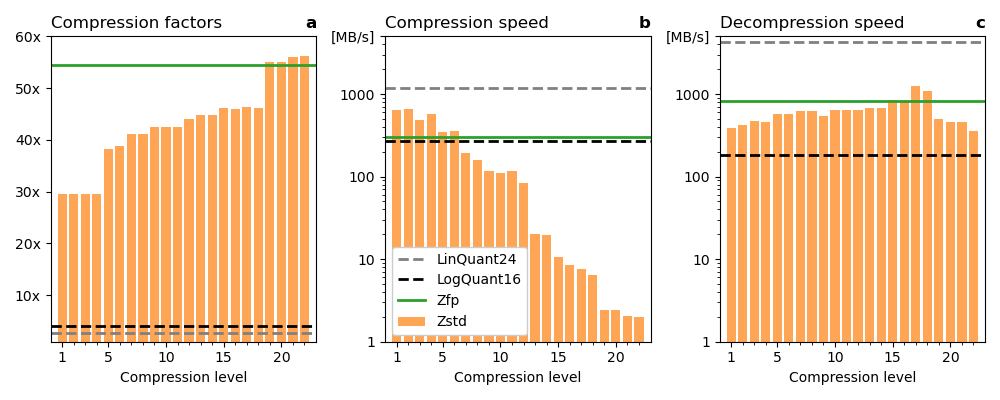 Compression factors a
60x
50x
40x
30x
20x
10x
1 5 10 15 20
Compression level
Compression speed b
[MB/s]
1000
100
10
1
LinQuant24
LogQuant16
Zfp
Zstd
1 5 10 15 20
Compression level
Decompression speed c
[MB/s]
1000
100
10
1
1 5 10 15 20
Compression level